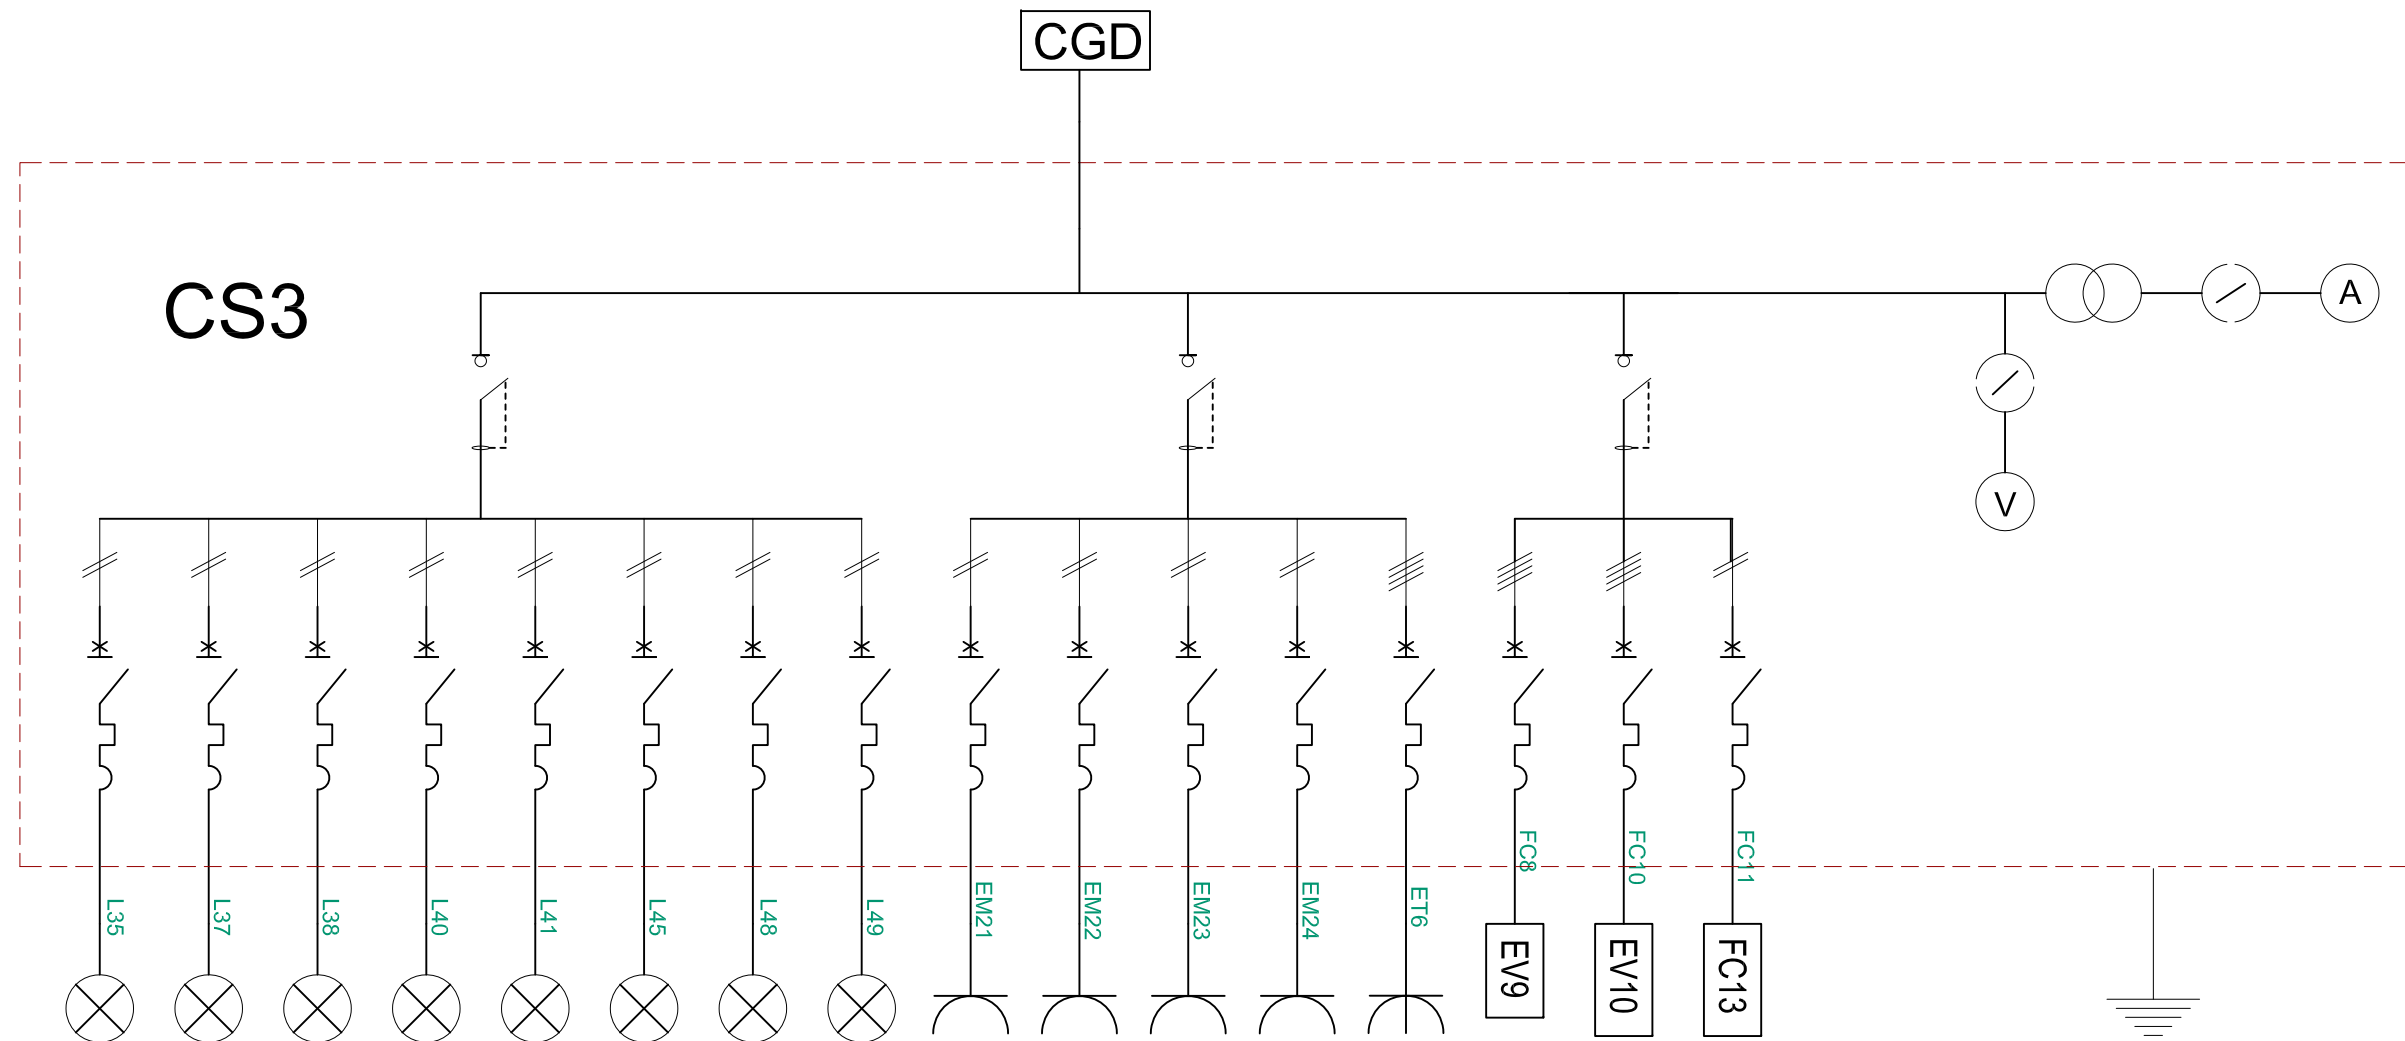 CGD
CS3
A
V
FC8
FC10
FC11
L35
L37
L38
L40
L41
L45
L48
L49
EM21
EM22
EM23
EM24
ET6
EV9
EV10
FC13